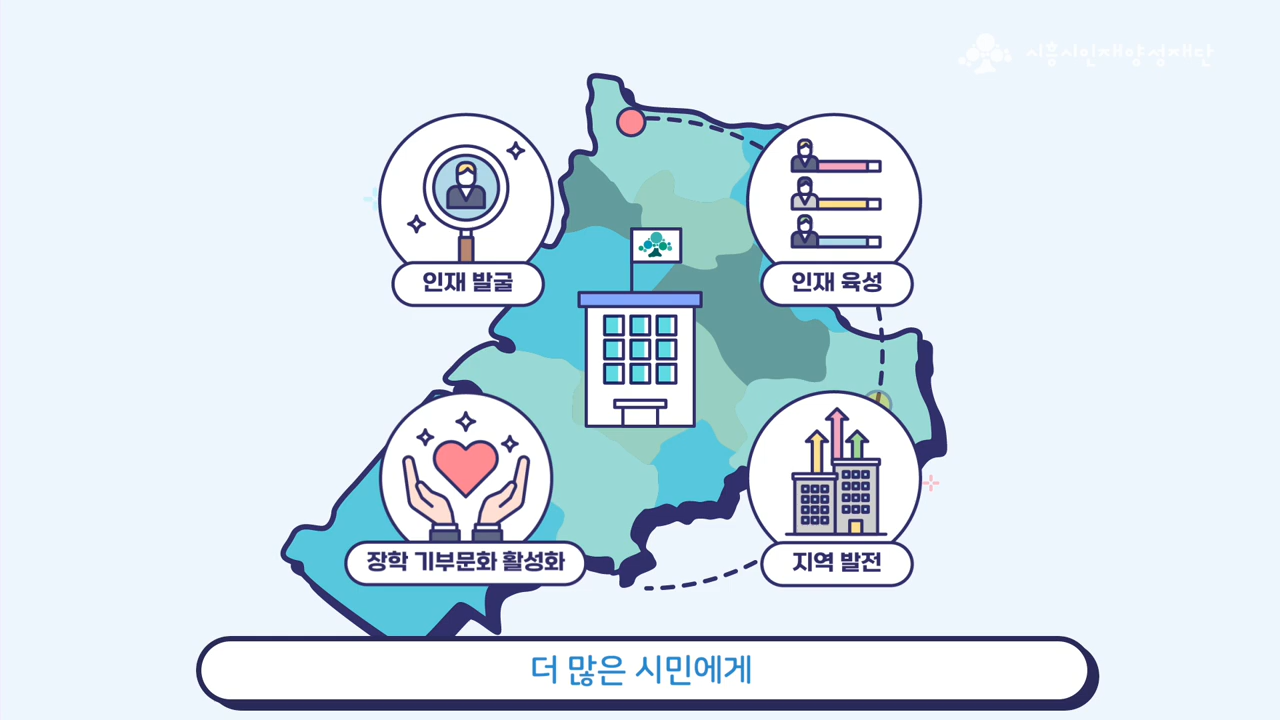 시흥시인재양성재단
인재 발굴
인재 육성
장학 기부문화 활성화
지역 발전
더 많은 시민에게